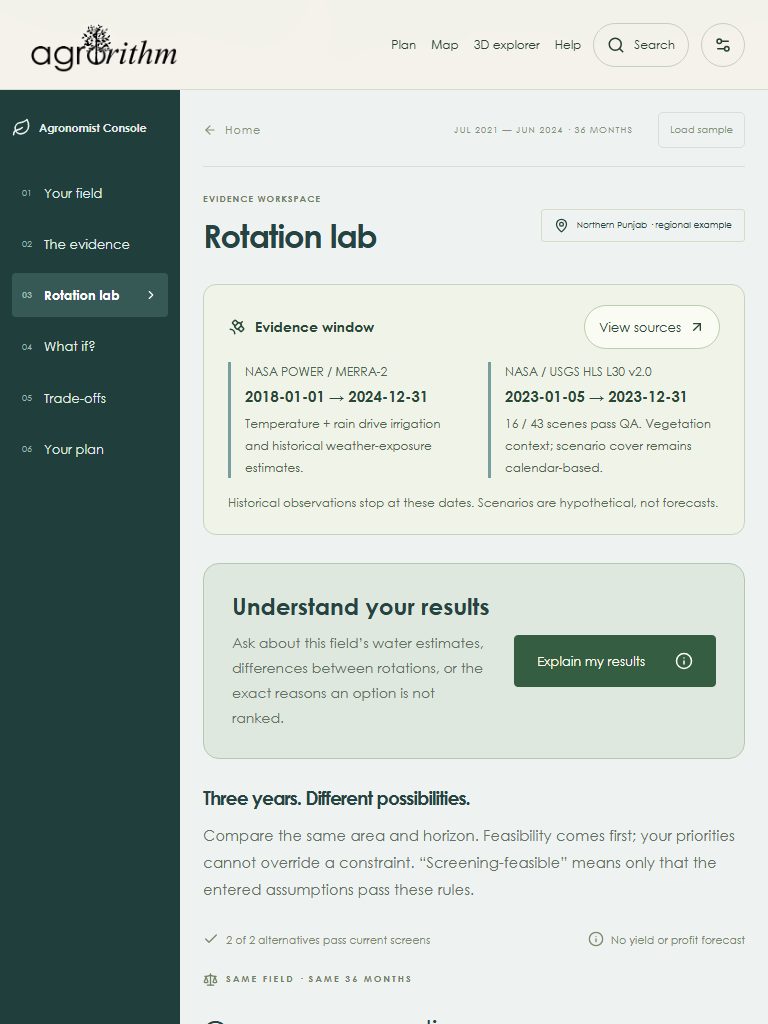 agrorithm
Plan Map 3D explorer Help Search
Agronomist Console
01 Your field
02 The evidence
03 Rotation lab
04 What if?
05 Trade-offs
06 Your plan
Home
JUL 2021 — JUN 2024 · 36 MONTHS
Load sample
EVIDENCE WORKSPACE
Rotation lab
Northern Punjab · regional example
Evidence window
View sources
NASA POWER / MERRA-2
2018-01-01 → 2024-12-31
Temperature + rain drive irrigation
and historical weather-exposure
estimates.
NASA / USGS HLS L30 v2.0
2023-01-05 → 2023-12-31
16 / 43 scenes pass QA. Vegetation
context; scenario cover remains
calendar-based.
Historical observations stop at these dates. Scenarios are hypothetical, not forecasts.
Understand your results
Ask about this field’s water estimates,
differences between rotations, or the
exact reasons an option is not
ranked.
Explain my results
Three years. Different possibilities.
Compare the same area and horizon. Feasibility comes first; your priorities
cannot override a constraint. “Screening-feasible” means only that the
entered assumptions pass these rules.
2 of 2 alternatives pass current screens
No yield or profit forecast
SAME FIELD · SAME 36 MONTHS